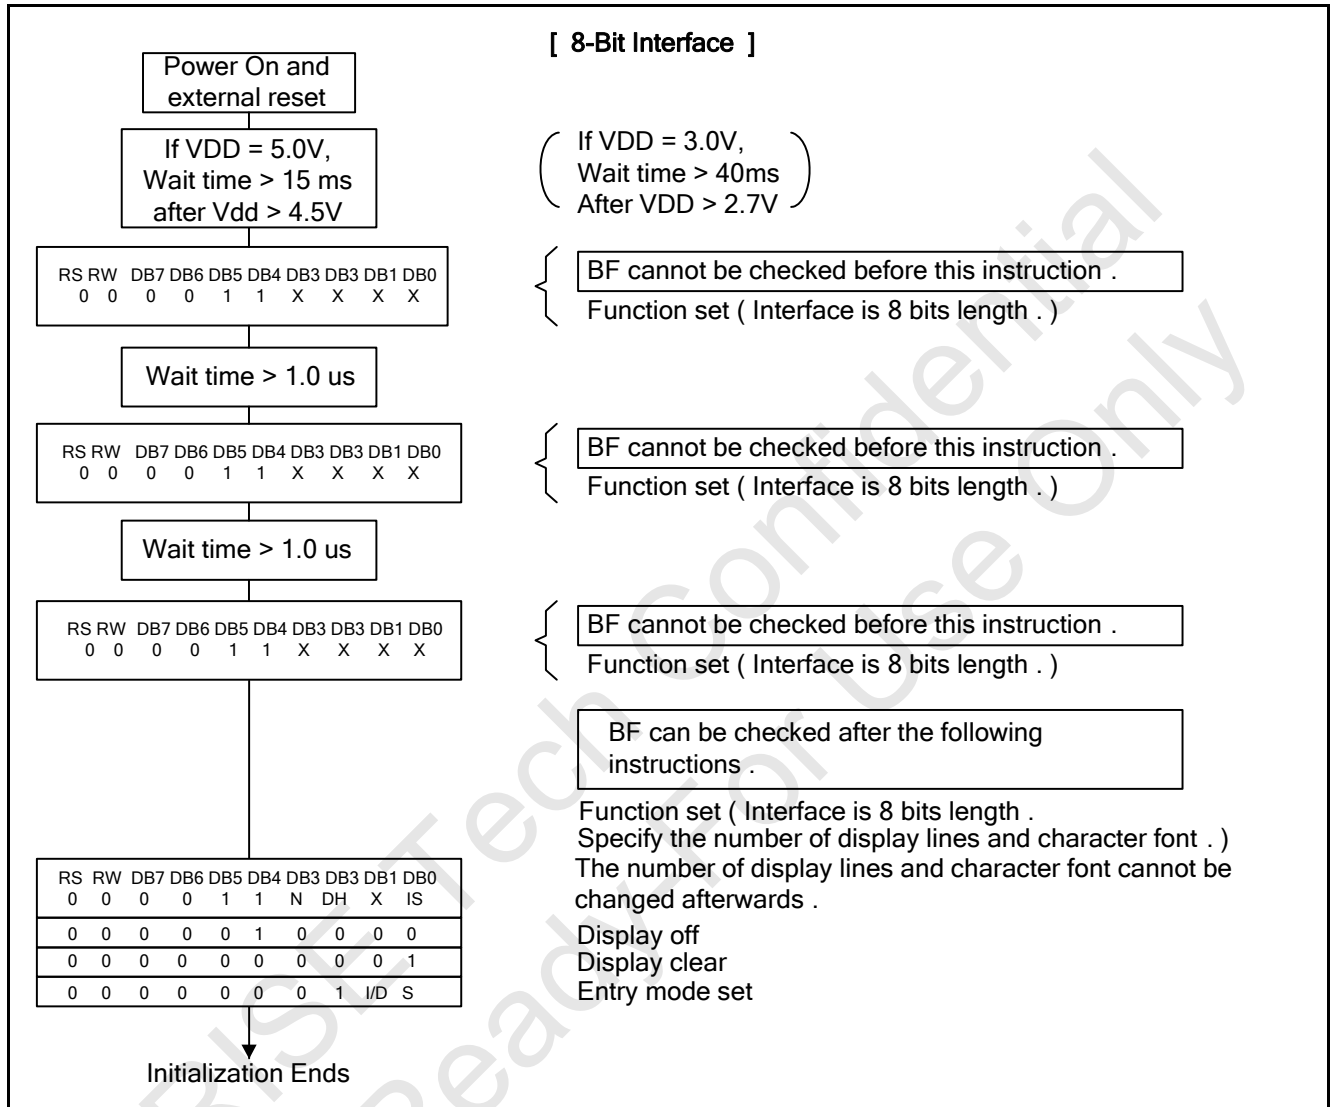 [ 8-Bit Interface ]
Power On and
external reset
If VDD = 5.0V,
Wait time > 15 ms
after Vdd > 4.5V
If VDD = 3.0V,
Wait time > 40ms
After VDD > 2.7V
RS RW DB7 DB6 DB5 DB4 DB3 DB3 DB1 DB0
0 0 0 0 1 1 X X X X
BF cannot be checked before this instruction .
Function set ( Interface is 8 bits length . )
Wait time > 1.0 us
RS RW DB7 DB6 DB5 DB4 DB3 DB3 DB1 DB0
0 0 0 0 1 1 X X X X
BF cannot be checked before this instruction .
Function set ( Interface is 8 bits length . )
Wait time > 1.0 us
RS RW DB7 DB6 DB5 DB4 DB3 DB3 DB1 DB0
0 0 0 0 1 1 X X X X
BF cannot be checked before this instruction .
Function set ( Interface is 8 bits length . )
BF can be checked after the following
instructions .
Function set ( Interface is 8 bits length .
Specify the number of display lines and character font . )
The number of display lines and character font cannot be
changed afterwards .
RS RW DB7 DB6 DB5 DB4 DB3 DB3 DB1 DB0
0 0 0 0 1 1 N DH X IS
0 0 0 0 0 1 0 0 0 0
Display off
0 0 0 0 0 0 0 0 0 1
Display clear
0 0 0 0 0 0 0 1 I/D S
Entry mode set
Initialization Ends
RISE Tech Confidential
Ready-For Use Only